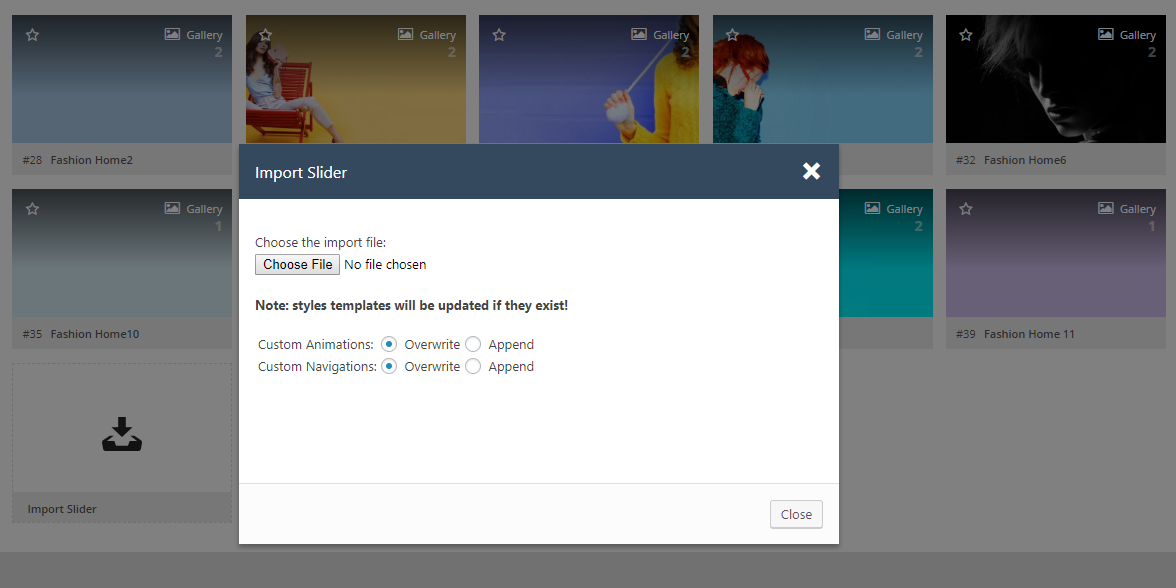 Gallery
2
Gallery
2
Gallery
2
Gallery
2
Gallery
2
#28 Fashion Home2
#32 Fashion Home6
Import Slider
Gallery
1
Gallery
2
Gallery
1
Choose the import file:
Choose File No file chosen
Note: styles templates will be updated if they exist!
#35 Fashion Home10
#39 Fashion Home 11
Custom Animations: Overwrite Append
Custom Navigations: Overwrite Append
Import Slider
Close